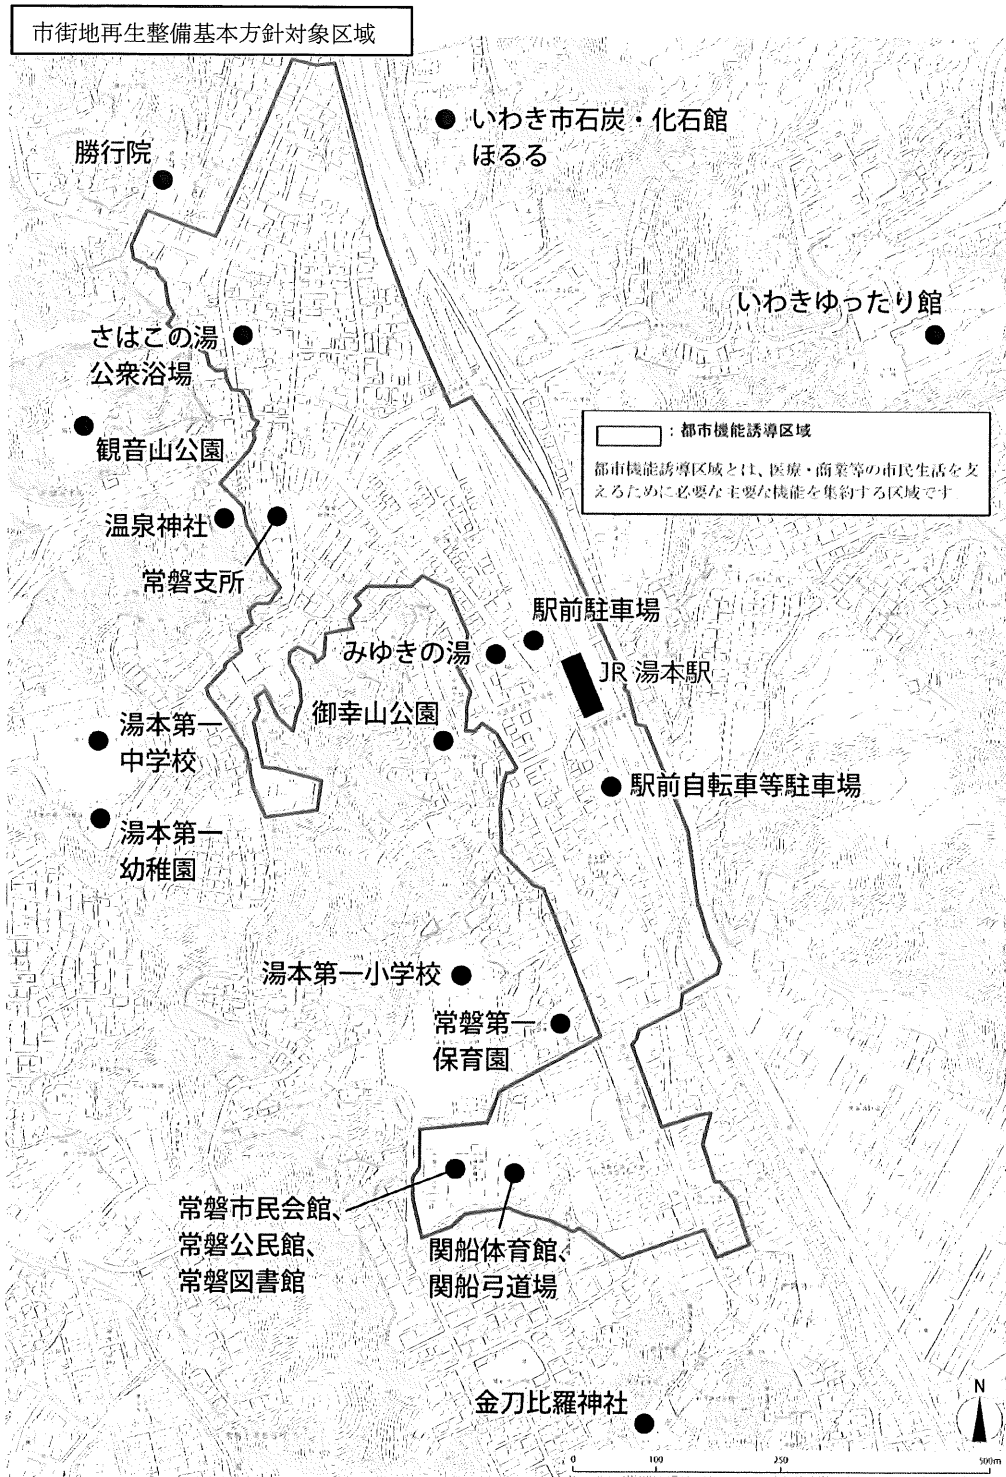 市街地再生整備基本方針対象区域
いわき市石炭・化石館
ほるる
勝行院
いわきゆったり館
さはこの湯
公衆浴場
：都市機能誘導区域
都市機能誘導区域とは、医療・商業等の市民生活を支
えるために必要な主要な機能を集約する区域です
観音山公園
温泉神社
常磐支所
駅前駐車場
みゆきの湯
JR 湯本駅
御幸山公園
湯本第一
中学校
駅前自転車等駐車場
湯本第一
幼稚園
湯本第一小学校
常磐第一
保育園
常磐市民会館、
常磐公民館、
常磐図書館
関船体育館、
関船弓道場
金刀比羅神社
N
0 100 250 500m